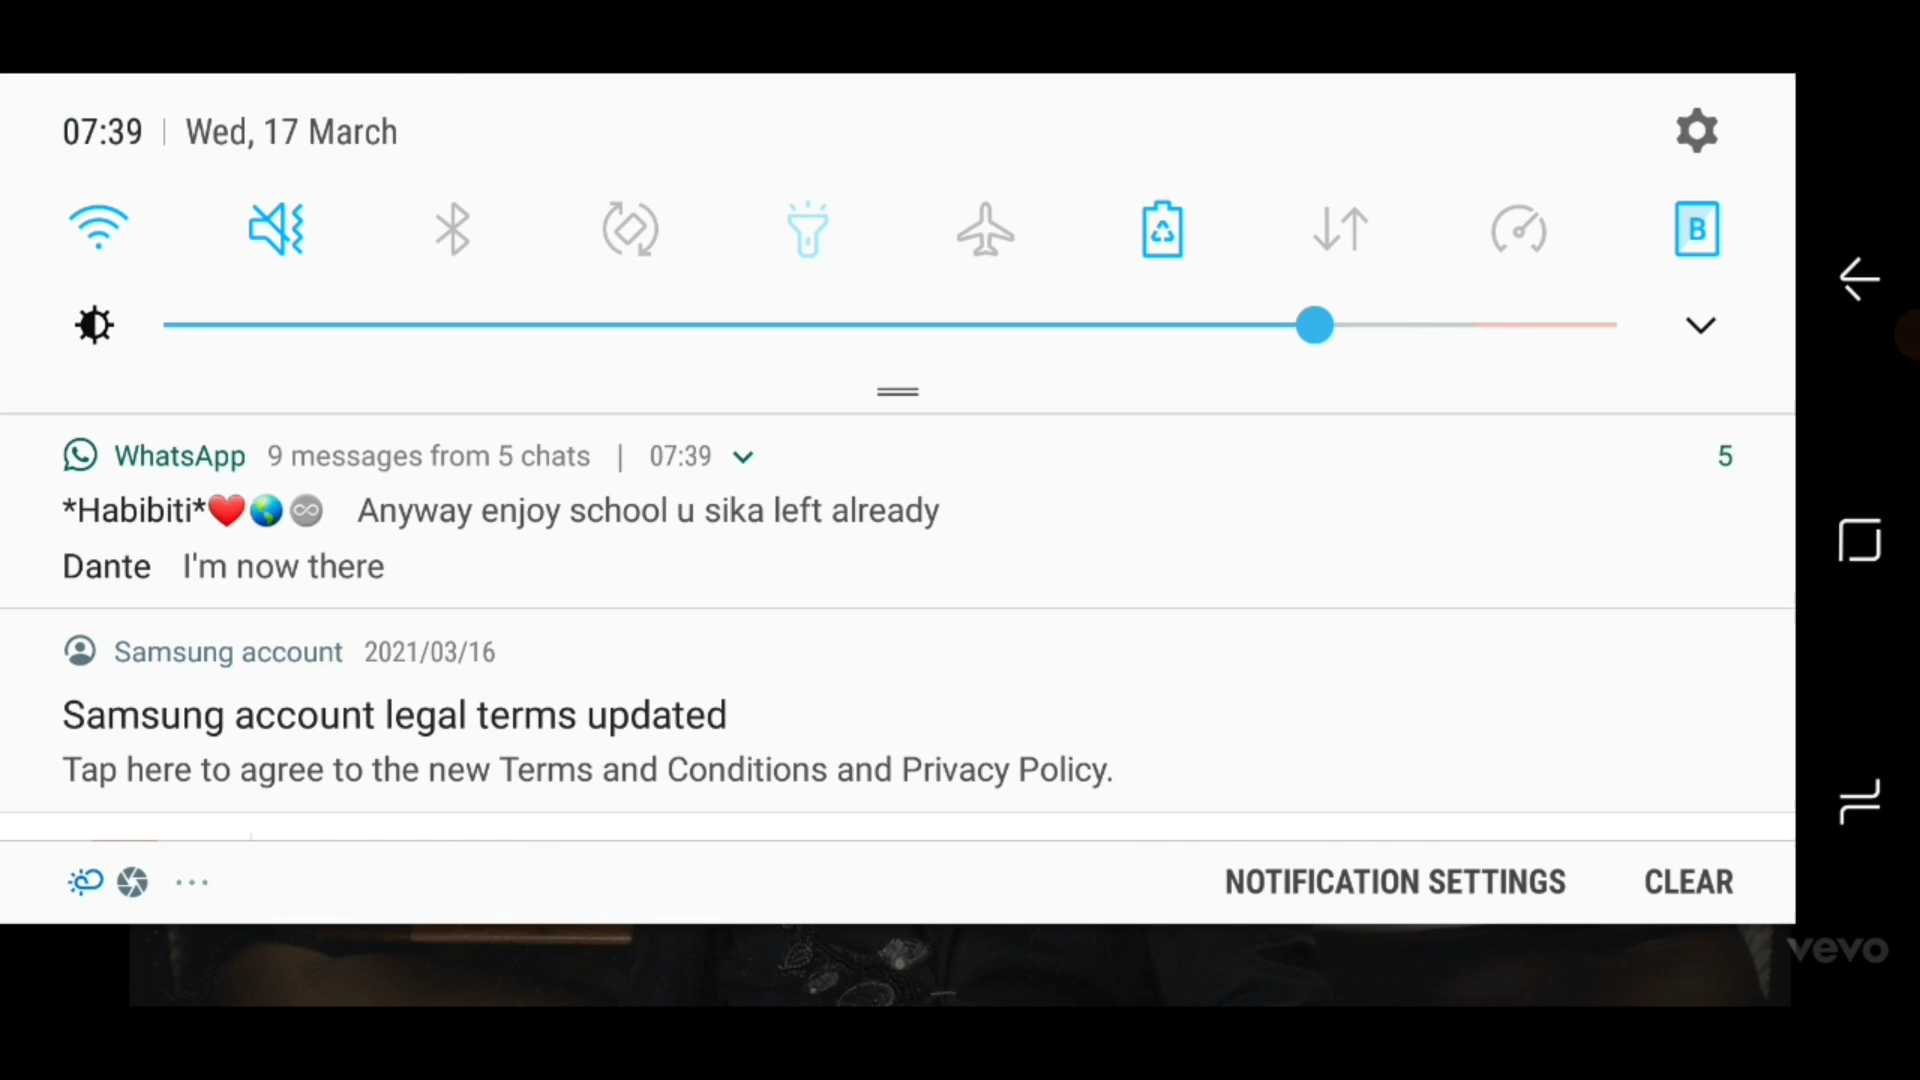 07:39 | Wed, 17 March
B
WhatsApp 9 messages from 5 chats | 07:39 5
*Habibiti*❤️🌎♾ Anyway enjoy school u sika left already
Dante I'm now there
Samsung account 2021/03/16
Samsung account legal terms updated
Tap here to agree to the new Terms and Conditions and Privacy Policy.
NOTIFICATION SETTINGS CLEAR
vevo